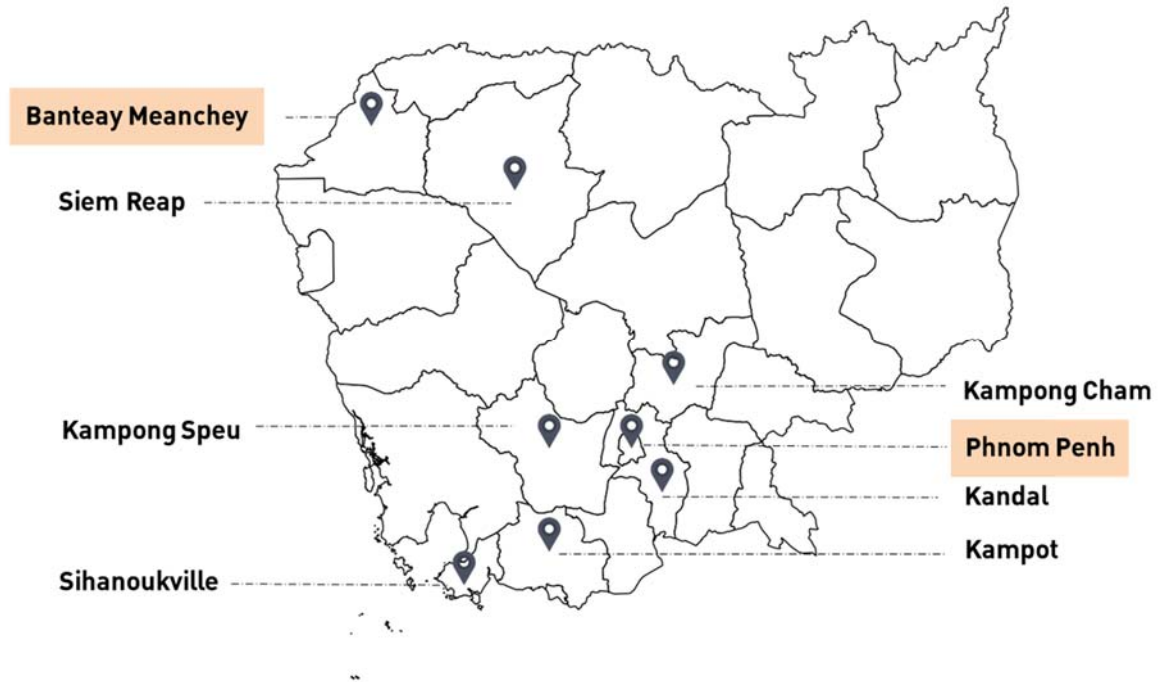 Banteay Meanchey
Siem Reap
Kampong Speu
Sihanoukville
Kampong Cham
Phnom Penh
Kandal
Kampot